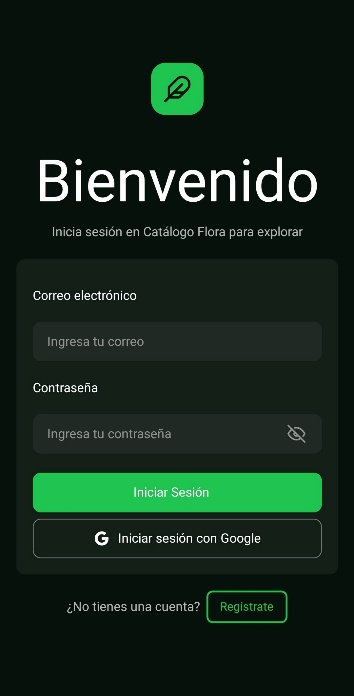 Bienvenido
Inicia sesión en Catálogo Flora para explorar
Correo electrónico
Ingresa tu correo
Contraseña
Ingresa tu contraseña
Iniciar Sesión
G Iniciar sesión con Google
¿No tienes una cuenta? Registrate